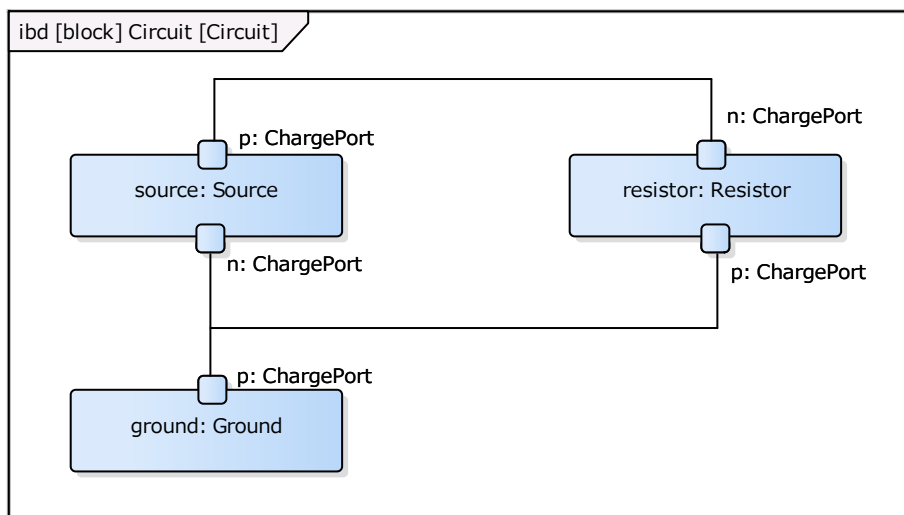 ibd [block] Circuit [Circuit]
p: ChargePort
n: ChargePort
source: Source
resistor: Resistor
n: ChargePort
p: ChargePort
p: ChargePort
ground: Ground